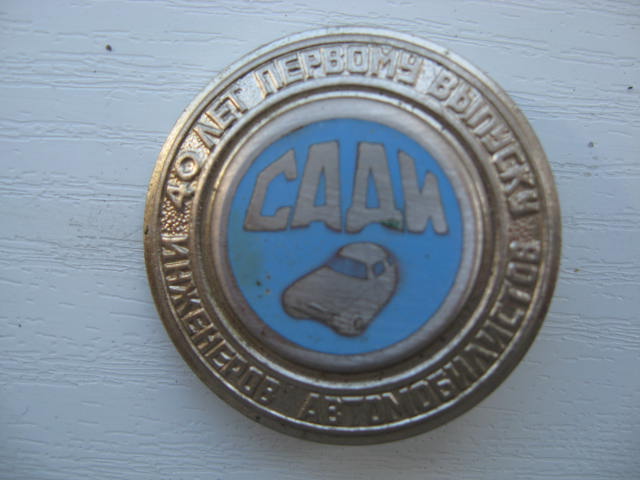 40 ЛЕТ ПЕРВОМУ ВЫПУСКУ
ИНЖЕНЕРОВ АВТОМОБИЛИСТОВ
САДИ